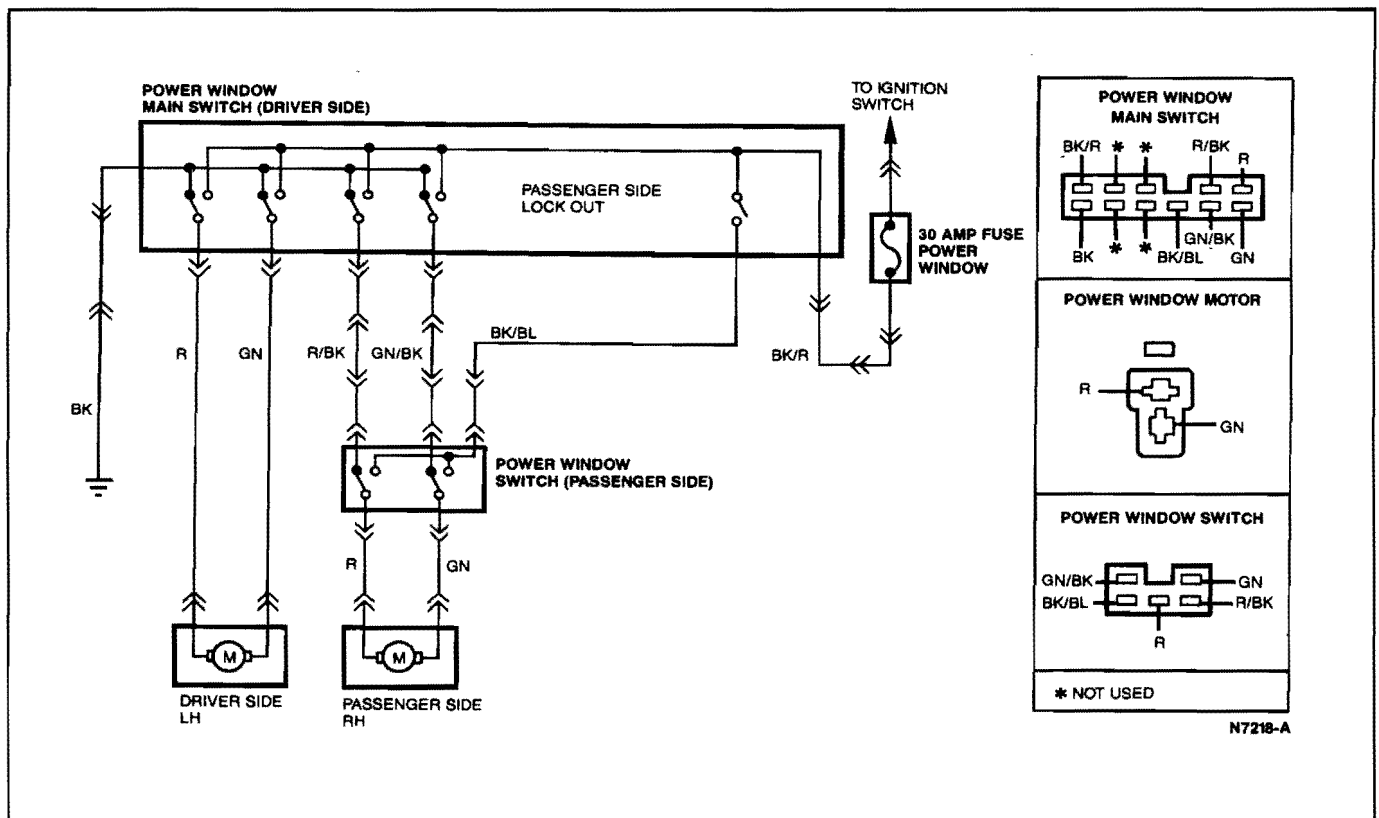 POWER WINDOW
MAIN SWITCH (DRIVER SIDE)
TO IGNITION
SWITCH
PASSENGER SIDE
LOCK OUT
30 AMP FUSE
POWER
WINDOW
BK
R
GN
R/BK
GN/BK
BK/BL
BK/R
POWER WINDOW
SWITCH (PASSENGER SIDE)
R
GN
M
M
DRIVER SIDE
LH
PASSENGER SIDE
RH
POWER WINDOW
MAIN SWITCH
BK/R * * R/BK R
BK * * BK/BL GN/BK GN
POWER WINDOW MOTOR
R
GN
POWER WINDOW SWITCH
GN/BK GN
BK/BL R/BK
R
* NOT USED
N7218-A